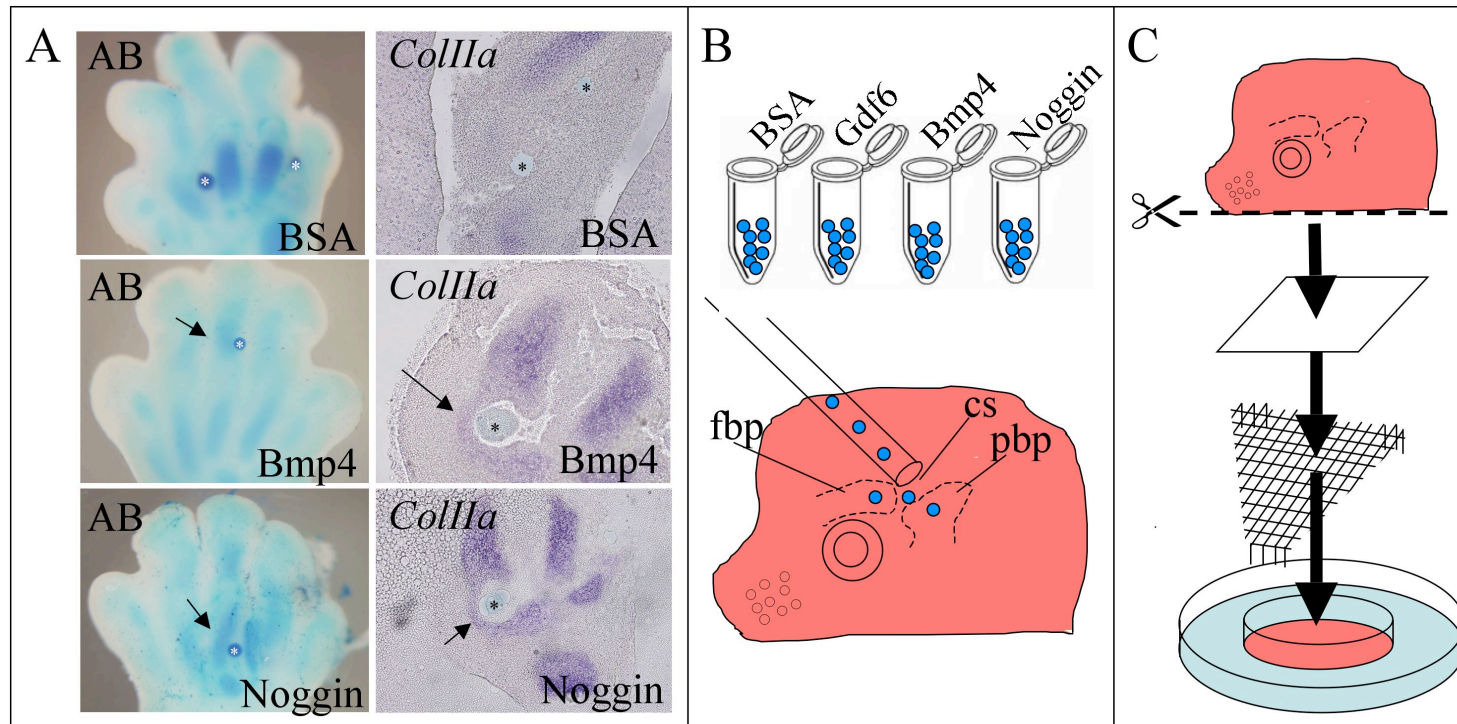 A
AB
BSA
ColIIa
*
*
BSA
*
*
AB
Bmp4
*
ColIIa
Bmp4
*
AB
Noggin
*
ColIIa
Noggin
*
B
BSA Gdf6 Bmp4 Noggin
fbp
cs
pbp
C